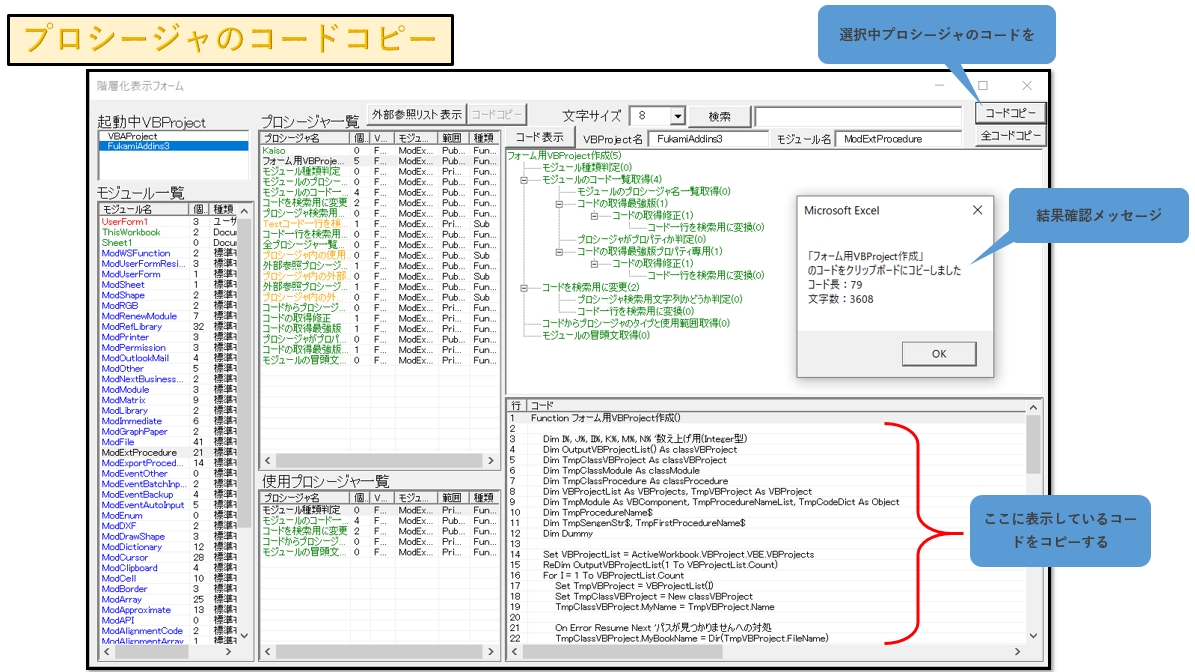 プロシージャのコードコピー
選択中プロシージャのコードを
階層化表示フォーム
起動中VBProject
VBAProject
FukamiAddins3
モジュール一覧
モジュール名 個.. 種類
UserForm1 3 ユーザ
ThisWorkbook 2 Docu
Sheet1 0 Docu
ModWSFunction 2 標準ﾓ
ModUserFormResi... 3 標準ﾓ
ModUserForm 1 標準ﾓ
ModSheet 1 標準ﾓ
ModShape 2 標準ﾓ
ModRGB 2 標準ﾓ
ModRenewModule 7 標準ﾓ
ModRefLibrary 32 標準ﾓ
ModPrinter 3 標準ﾓ
ModPermission 3 標準ﾓ
ModOutlookMail 4 標準ﾓ
ModOther 5 標準ﾓ
ModNextBusiness... 2 標準ﾓ
ModModule 3 標準ﾓ
ModMatrix 9 標準ﾓ
ModLibrary 2 標準ﾓ
ModImmediate 6 標準ﾓ
ModGraphPaper 2 標準ﾓ
ModFile 41 標準ﾓ
ModExtProcedure 21 標準ﾓ
ModExportProced... 14 標準ﾓ
ModEventOther 0 標準ﾓ
ModEventBatchInp... 2 標準ﾓ
ModEventBackup 4 標準ﾓ
ModEventAutoInput 5 標準ﾓ
ModEnum 0 標準ﾓ
ModDXF 2 標準ﾓ
ModDrawShape 3 標準ﾓ
ModDictionary 12 標準ﾓ
ModCursor 28 標準ﾓ
ModClipboard 4 標準ﾓ
ModCell 10 標準ﾓ
ModBorder 3 標準ﾓ
ModArray 25 標準ﾓ
ModApproximate 13 標準ﾓ
ModAPI 0 標準ﾓ
ModAlignmentCode 2 標準ﾓ
ModAlignmentArray 1 標準ﾓ
プロシージャ一覧
外部参照リスト表示
コードコピー
プロシージャ名 個.. V... モジュ... 範囲 種類
Kaiso 0 F... ModEx... Pub... Fun...
フォーム用VBProje... 5 F... ModEx... Pub... Fun...
モジュール種類判定 0 F... ModEx... Pri... Fun...
モジュールのプロシー... 0 F... ModEx... Pub... Fun...
モジュールのコード一... 4 F... ModEx... Pub... Fun...
コードを検索用に変更 2 F... ModEx... Pub... Fun...
プロシージャ検索用... 0 F... ModEx... Pub... Fun...
Testコード一行を検... 1 F... ModEx... Pri... Sub
コード一行を検索用... 0 F... ModEx... Pub... Fun...
全プロシージャ一覧... 0 F... ModEx... Pub... Fun...
プロシージャ内の使用... 0 F... ModEx... Pub... Sub
外部参照プロシージ... 1 F... ModEx... Pub... Fun...
プロシージャ内の外部... 0 F... ModEx... Pub... Sub
外部参照プロシージ... 1 F... ModEx... Pub... Fun...
プロシージャ内の外 0 F... ModEx... Pub... Sub
コードからプロシージ... 0 F... ModEx... Pri... Fun...
コードの取得修正 1 F... ModEx... Pri... Fun...
コードの取得最強版 1 F... ModEx... Pri... Fun...
プロシージャがプロパ... 0 F... ModEx... Pri... Fun...
コードの取得最強版... 1 F... ModEx... Pri... Fun...
モジュールの冒頭文... 0 F... ModEx... Pri... Fun...
使用プロシージャ一覧
プロシージャ名 個.. V... モジュ... 範囲 種類
モジュール種類判定 0 F... ModEx... Pri... Fun...
モジュールのコード一... 4 F... ModEx... Pub... Fun...
コードを検索用に変更 2 F... ModEx... Pub... Fun...
コードからプロシージ... 0 F... ModEx... Pri... Fun...
モジュールの冒頭文... 0 F... ModEx... Pri... Fun...
文字サイズ 8 検索
コードコピー
コード表示 VBProject名 FukamiAddins3 モジュール名 ModExtProcedure
全コードコピー
フォーム用VBProject作成(5)
モジュール種類判定(0)
モジュールのコード一覧取得(4)
モジュールのプロシージャ名一覧取得(0)
コードの取得最強版(1)
コードの取得修正(1)
コード一行を検索用に変換(0)
プロシージャがプロパティか判定(0)
コードの取得最強版プロパティ専用(1)
コードの取得修正(1)
コード一行を検索用に変換(0)
コードを検索用に変更(2)
プロシージャ検索用文字列かどうか判定(0)
コード一行を検索用に変換(0)
コードからプロシージャのタイプと使用範囲取得(0)
モジュールの冒頭文取得(0)
Microsoft Excel
「フォーム用VBProject作成」
のコードをクリップボードにコピーしました
コード長：79
文字数：3608
OK
結果確認メッセージ
行 コード
1 Function フォーム用VBProject作成()
2
3 Dim I%, J%, II%, K%, M%, N% '数え上げ用(Integer型)
4 Dim OutputVBProjectList() As classVBProject
5 Dim TmpClassVBProject As classVBProject
6 Dim TmpClassModule As classModule
7 Dim TmpClassProcedure As classProcedure
8 Dim VBProjectList As VBProjects, TmpVBProject As VBProject
9 Dim TmpModule As VBComponent, TmpProcedureNameList, TmpCodeDict As Object
10 Dim TmpProcedureName$
11 Dim TmpSengenStr$, TmpFirstProcedureName$
12 Dim Dummy
13
14 Set VBProjectList = ActiveWorkbook.VBProject.VBE.VBProjects
15 ReDim OutputVBProjectList(1 To VBProjectList.Count)
16 For I = 1 To VBProjectList.Count
17 Set TmpVBProject = VBProjectList(I)
18 Set TmpClassVBProject = New classVBProject
19 TmpClassVBProject.MyName = TmpVBProject.Name
20
21 On Error Resume Next 'パスが見つかりませんへの対処
22 TmpClassVBProject.MyBookName = Dir(TmpVBProject.FileName)
ここに表示しているコー
ドをコピーする